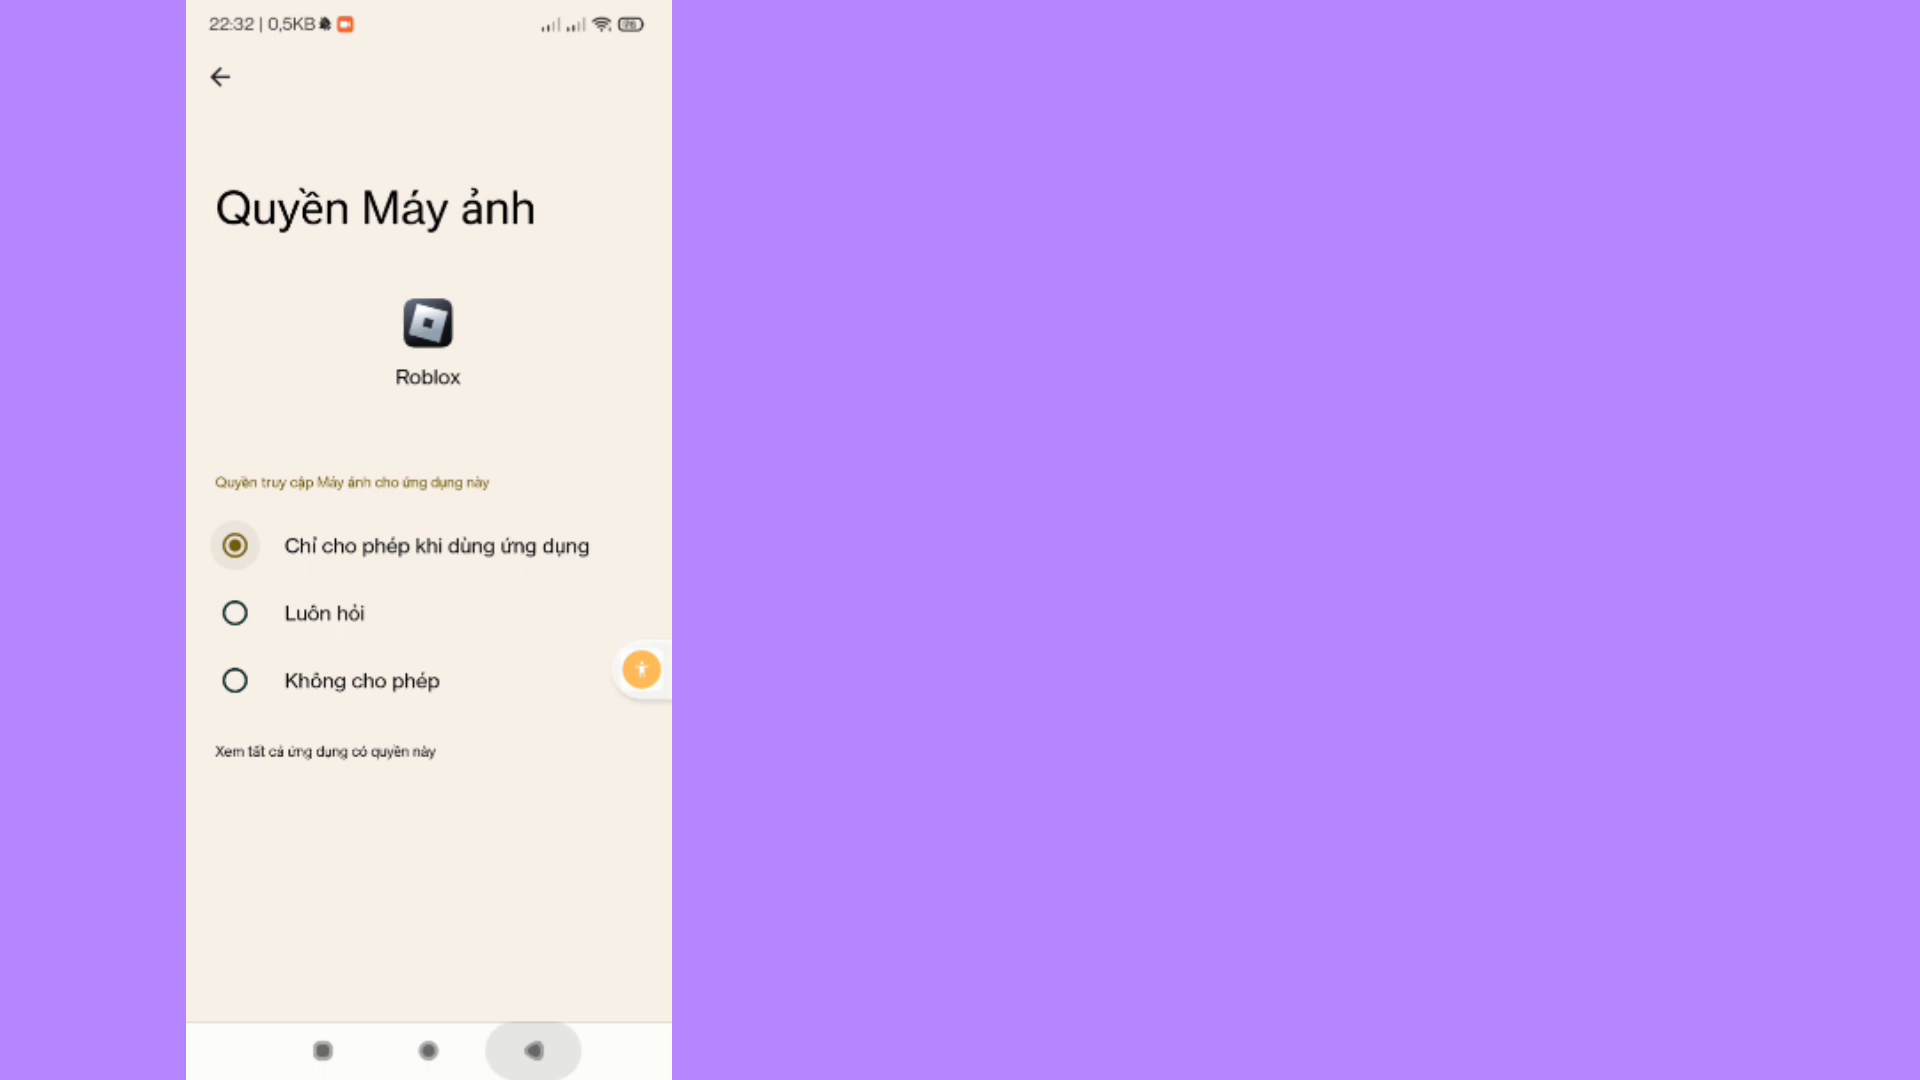 22:32 | 0,5KB
76
Quyền Máy ảnh
Roblox
Quyền truy cập Máy ảnh cho ứng dụng này
Chỉ cho phép khi dùng ứng dụng
Luôn hỏi
Không cho phép
Xem tất cả ứng dụng có quyền này